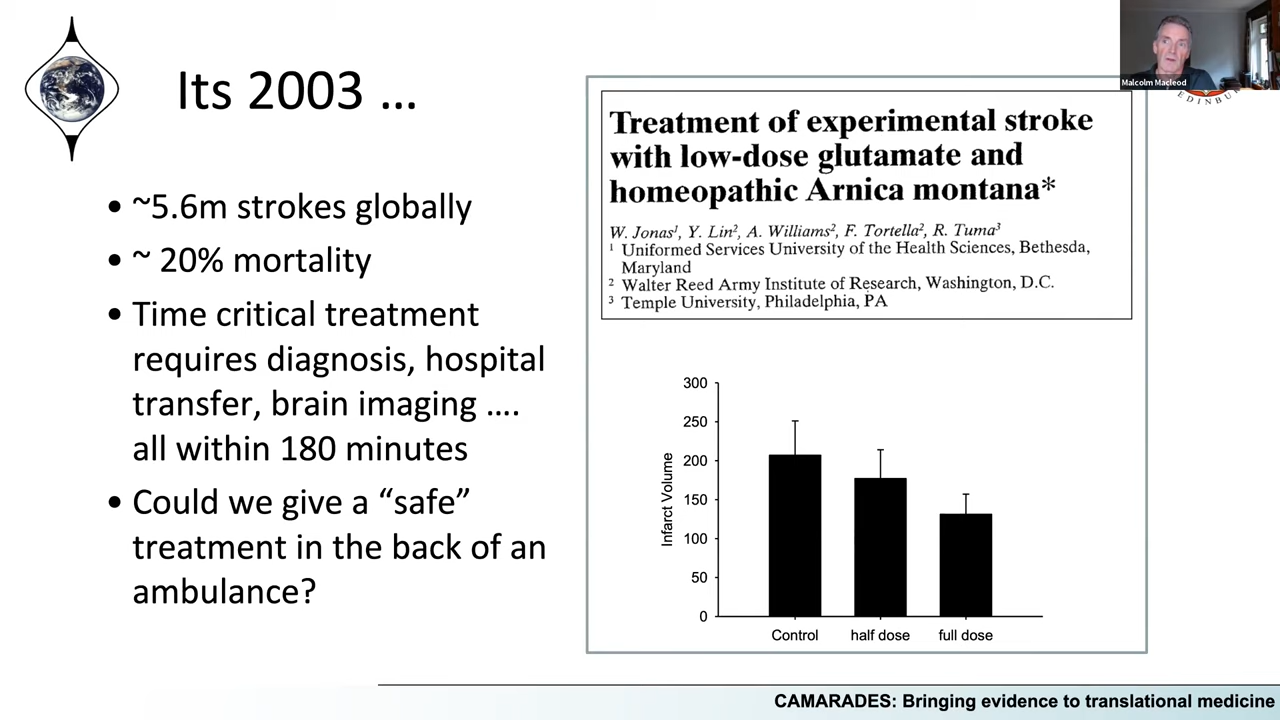 Its 2003 …
• ~5.6m strokes globally
• ~ 20% mortality
• Time critical treatment
requires diagnosis, hospital
transfer, brain imaging ….
all within 180 minutes
• Could we give a “safe”
treatment in the back of an
ambulance?
Malcolm Macleod
EDINBU
Treatment of experimental stroke
with low-dose glutamate and
homeopathic Arnica montana*
W. Jonas¹, Y. Lin², A. Williams², F. Tortella², R. Tuma³
¹ Uniformed Services University of the Health Sciences, Bethesda,
Maryland
² Walter Reed Army Institute of Research, Washington, D.C.
³ Temple University, Philadelphia, PA
Infarct Volume
300
250
200
150
100
50
0
Control half dose full dose
CAMARADES: Bringing evidence to translational medicine